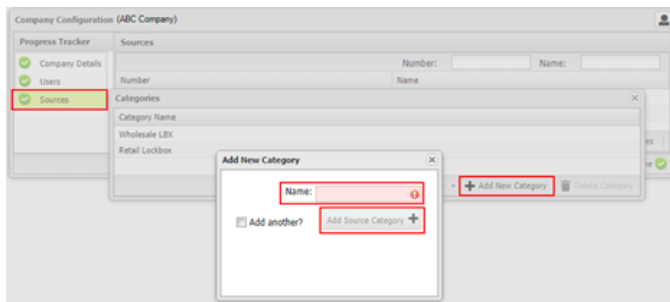 Company Configuration (ABC Company)
Progress Tracker
Sources
Company Details
Number:
Name:
Users
Number
Name
Sources
Categories
Category Name
Wholesale LBX
Retail Lockbox
Add New Category
Name:
Add New Category
Delete Category
Add another?
Add Source Category